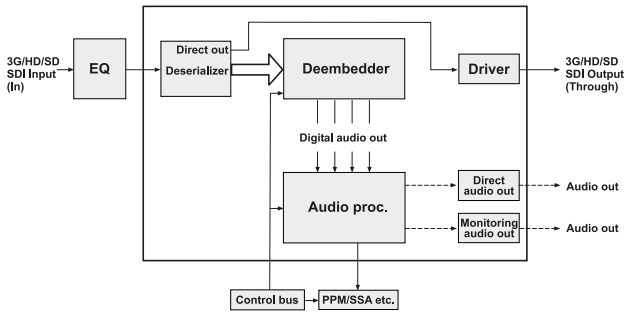 3G/HD/SD
SDI Input
(In)
EQ
Direct out
Deserializer
Deembedder
Driver
3G/HD/SD
SDI Output
(Through)
Digital audio out
Audio proc.
Direct
audio out
Audio out
Monitoring
audio out
Audio out
Control bus
PPM/SSA etc.